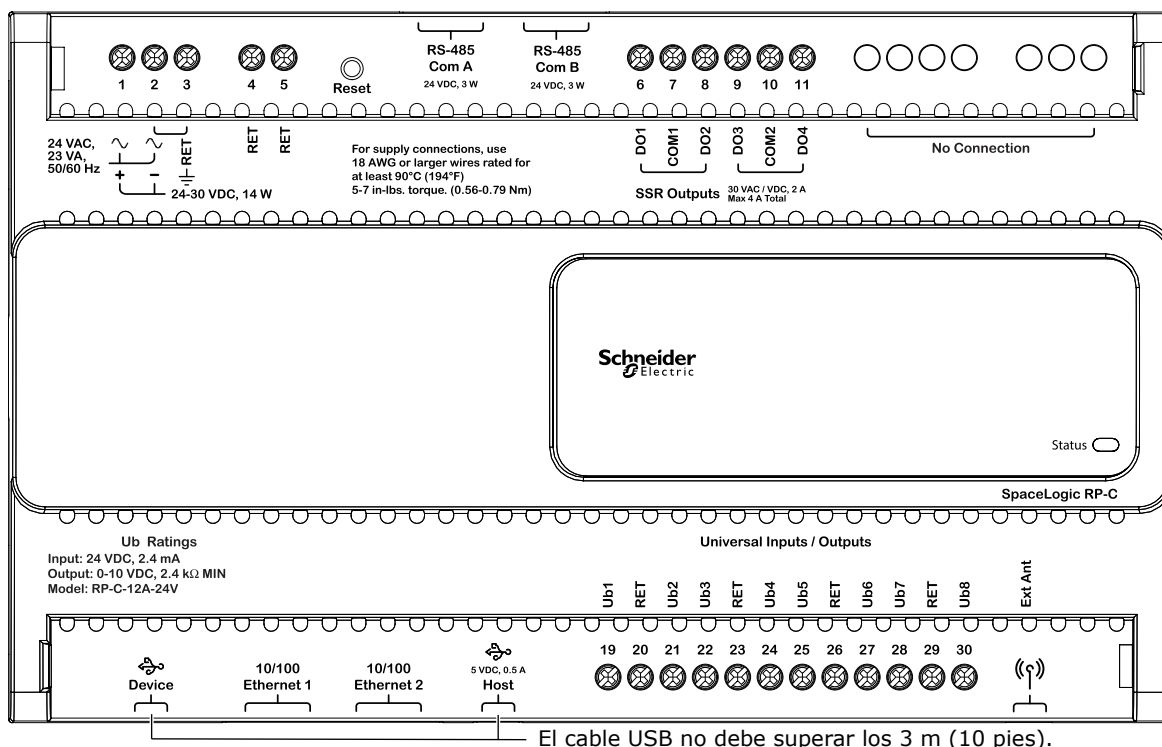 RS-485
Com A
24 VDC, 3 W
RS-485
Com B
24 VDC, 3 W
1 2 3 4 5
Reset
6 7 8 9 10 11
24 VAC,
23 VA,
50/60 Hz
RET
RET
RET
+ –
24-30 VDC, 14 W
For supply connections, use
18 AWG or larger wires rated for
at least 90°C (194°F)
5-7 in-lbs. torque. (0.56-0.79 Nm)
DO1
COM1
DO2
DO3
COM2
DO4
SSR Outputs
30 VAC / VDC, 2 A
Max 4 A Total
No Connection
Schneider
Electric
Status
SpaceLogic RP-C
Ub Ratings
Input: 24 VDC, 2.4 mA
Output: 0-10 VDC, 2.4 kΩ MIN
Model: RP-C-12A-24V
Universal Inputs / Outputs
Ub1
RET
Ub2
Ub3
RET
Ub4
Ub5
RET
Ub6
Ub7
RET
Ub8
Ext Ant
19 20 21 22 23 24 25 26 27 28 29 30
Device
10/100
Ethernet 1
10/100
Ethernet 2
5 VDC, 0.5 A
Host
El cable USB no debe superar los 3 m (10 pies).